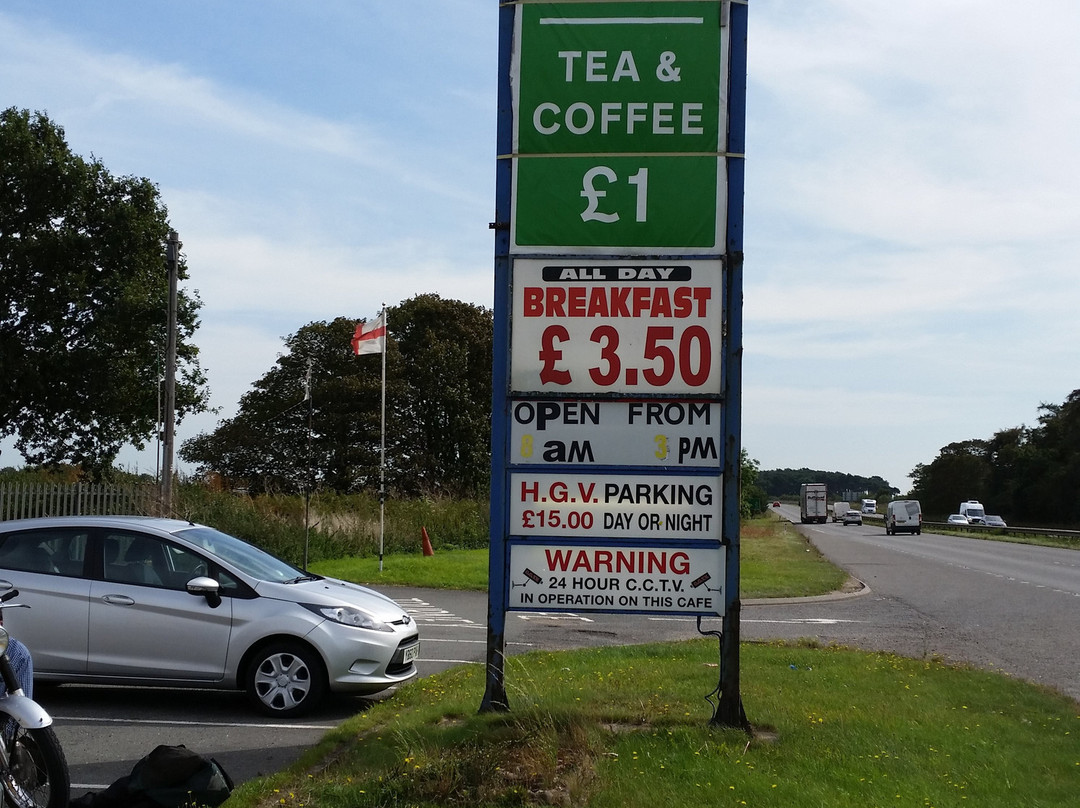 TEA &
COFFEE
£1
ALL DAY
BREAKFAST
£ 3.50
OPEN FROM
8 aM 3 PM
H.G.V. PARKING
£15.00 DAY OR NIGHT
WARNING
24 HOUR C.C.T.V.
IN OPERATION ON THIS CAFE